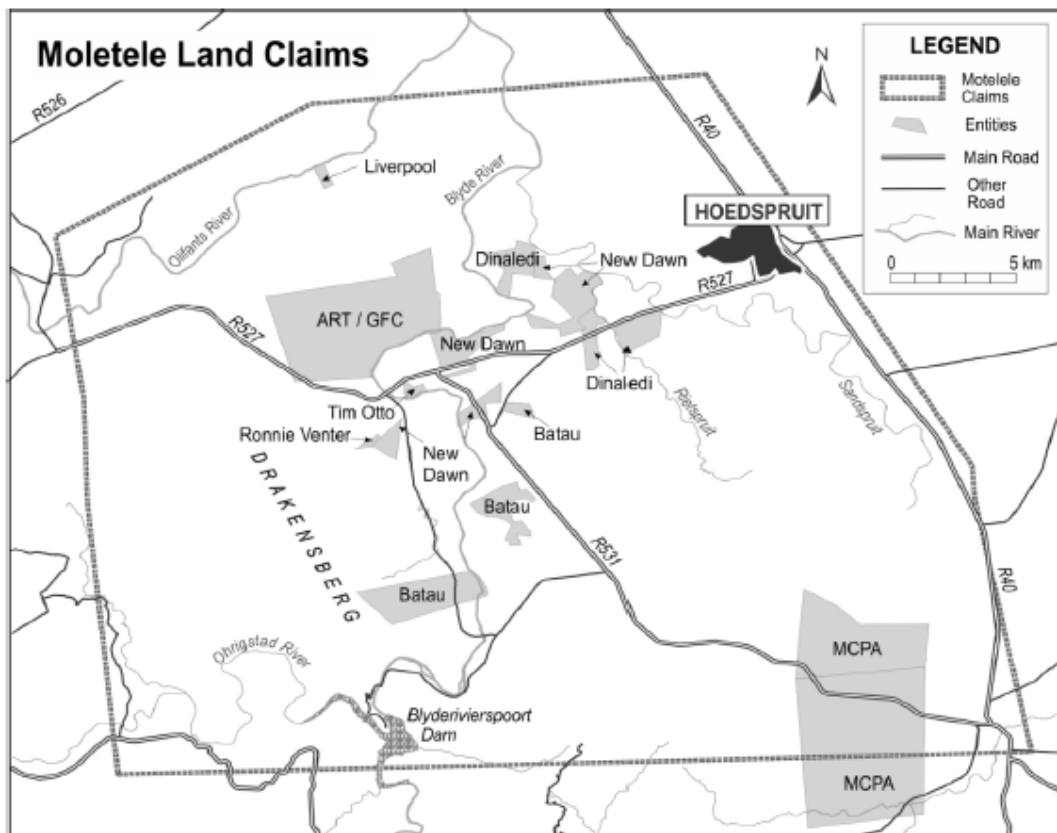 Moletele Land Claims
N
LEGEND
Motelele
Claims
Entities
Main Road
Other
Road
Main River
0
5 km
R526
R40
Liverpool
Blyde River
Olifants River
HOEDSPRUIT
Dinaledi
New Dawn
R527
ART / GFC
R527
New Dawn
Dinaledi
Tim Otto
Rietspruit
Sandspruit
Ronnie Venter
New
Dawn
Batau
DRAKENSBERG
Batau
R531
R40
Batau
MCPA
Ohrigstad River
Blyderivierspoort
Dam
MCPA